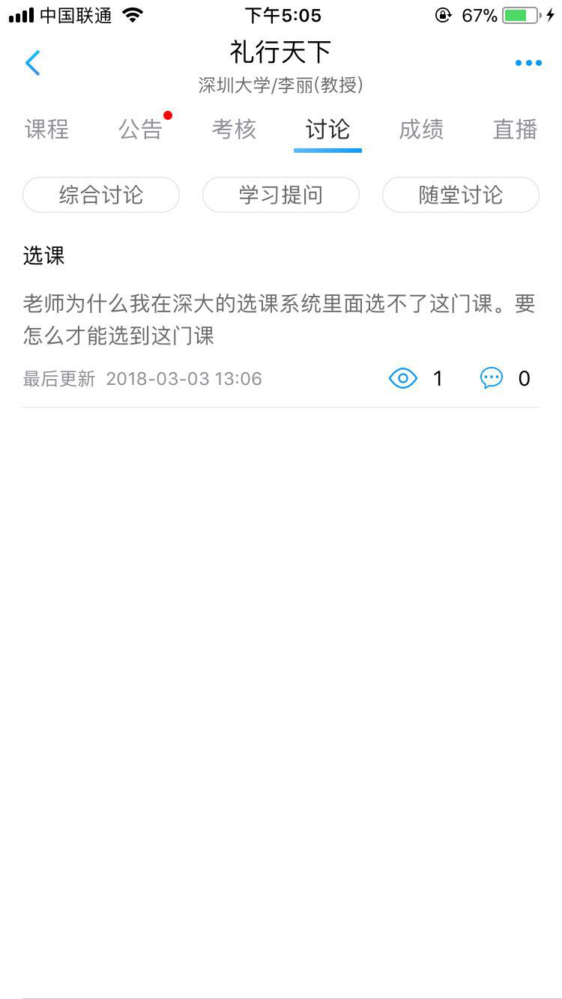 中国联通 下午5:05 67%
礼行天下
深圳大学/李丽(教授)
课程 公告 考核 讨论 成绩 直播
综合讨论 学习提问 随堂讨论
选课
老师为什么我在深大的选课系统里面选不了这门课。要
怎么才能选到这门课
最后更新 2018-03-03 13:06 1 0